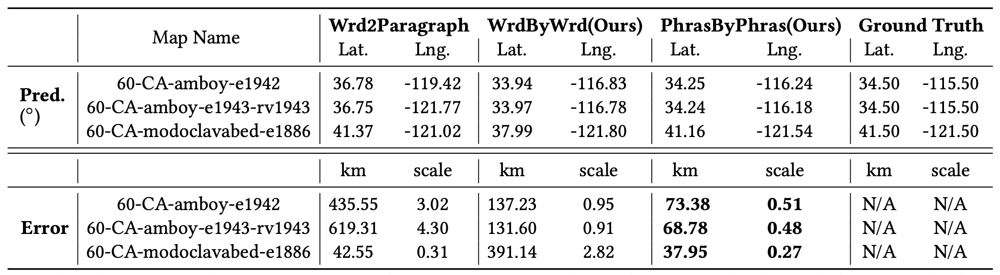 Map Name Wrd2Paragraph WrdByWrd(Ours) PhrasByPhras(Ours) Ground Truth
Lat. Lng. Lat. Lng. Lat. Lng. Lat. Lng.
Pred. (°)
60-CA-amboy-e1942 36.78 -119.42 33.94 -116.83 34.25 -116.24 34.50 -115.50
60-CA-amboy-e1943-rv1943 36.75 -121.77 33.97 -116.78 34.24 -116.18 34.50 -115.50
60-CA-modoclavabed-e1886 41.37 -121.02 37.99 -121.80 41.16 -121.54 41.50 -121.50
km scale km scale km scale km scale
Error
60-CA-amboy-e1942 435.55 3.02 137.23 0.95 73.38 0.51 N/A N/A
60-CA-amboy-e1943-rv1943 619.31 4.30 131.60 0.91 68.78 0.48 N/A N/A
60-CA-modoclavabed-e1886 42.55 0.31 391.14 2.82 37.95 0.27 N/A N/A